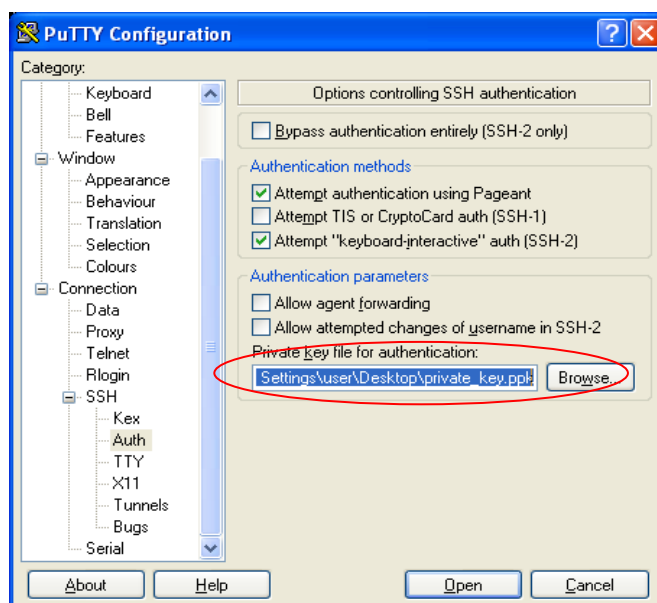 PuTTY Configuration
Category:
Keyboard
Bell
Features
Window
Appearance
Behaviour
Translation
Selection
Colours
Connection
Data
Proxy
Telnet
Rlogin
SSH
Kex
Auth
TTY
X11
Tunnels
Bugs
Serial
Options controlling SSH authentication
Bypass authentication entirely (SSH-2 only)
Authentication methods
Attempt authentication using Pageant
Attempt TIS or CryptoCard auth (SSH-1)
Attempt "keyboard-interactive" auth (SSH-2)
Authentication parameters
Allow agent forwarding
Allow attempted changes of username in SSH-2
Private key file for authentication:
Settings\user\Desktop\private_key.ppk
Browse...
About
Help
Open
Cancel